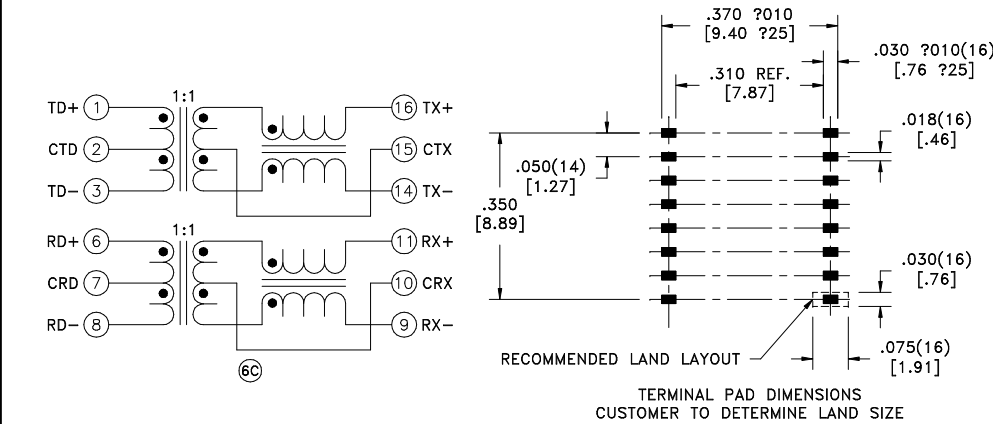 1:1
TD+ 1
CTD 2
TD- 3
16 TX+
15 CTX
14 TX-
1:1
RD+ 6
CRD 7
RD- 8
11 RX+
10 CRX
9 RX-
6C
.370 ?010
[9.40 ?25]
.030 ?010(16)
[.76 ?25]
.310 REF.
[7.87]
.018(16)
[.46]
.050(14)
[1.27]
.350
[8.89]
.030(16)
[.76]
.075(16)
[1.91]
RECOMMENDED LAND LAYOUT
TERMINAL PAD DIMENSIONS
CUSTOMER TO DETERMINE LAND SIZE